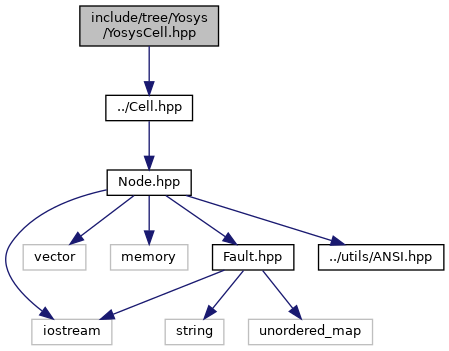 include/tree/Yosys
/YosysCell.hpp
../Cell.hpp
Node.hpp
vector
memory
Fault.hpp
../utils/ANSI.hpp
iostream
string
unordered_map